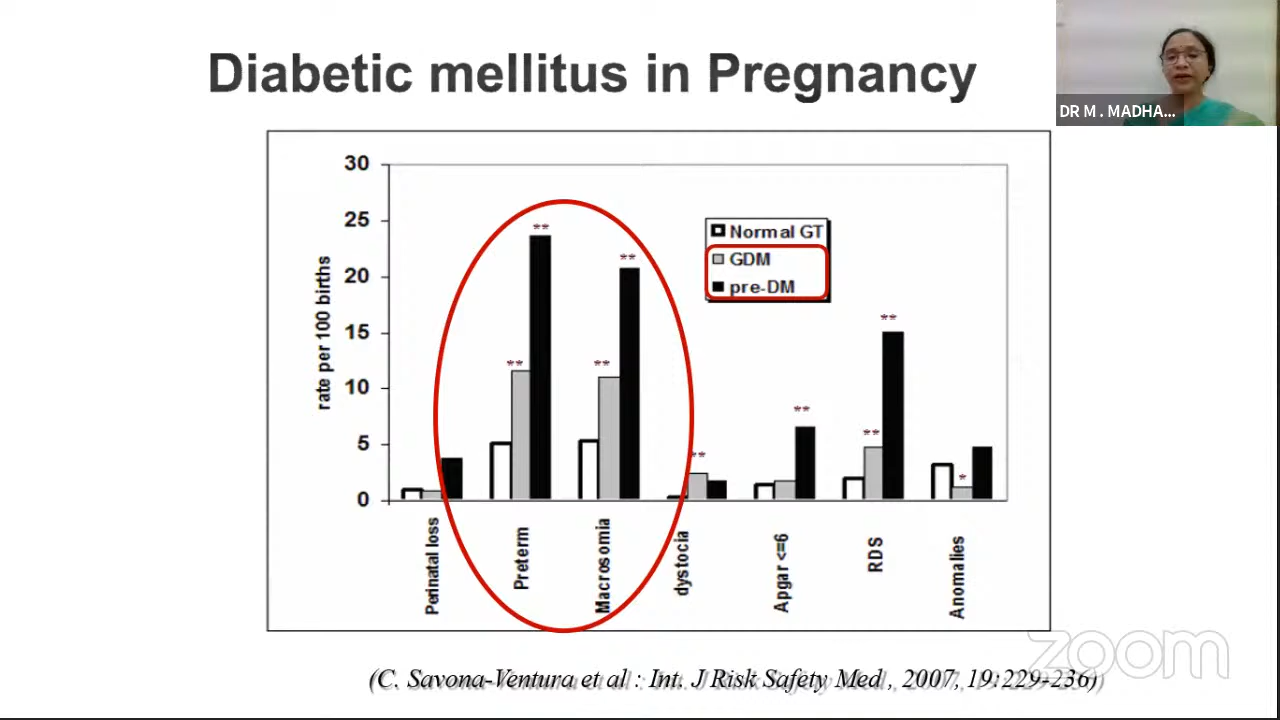 Diabetic mellitus in Pregnancy
DR M . MADHA...
30
25
20
15
10
5
0
rate per 100 births
Normal GT
GDM
pre-DM
**
**
**
**
**
**
**
**
*
Perinatal loss
Preterm
Macrosomia
dystocia
Apgar <=6
RDS
Anomalies
zoom
(C. Savona-Ventura et al : Int. J Risk Safety Med , 2007, 19:229-236)